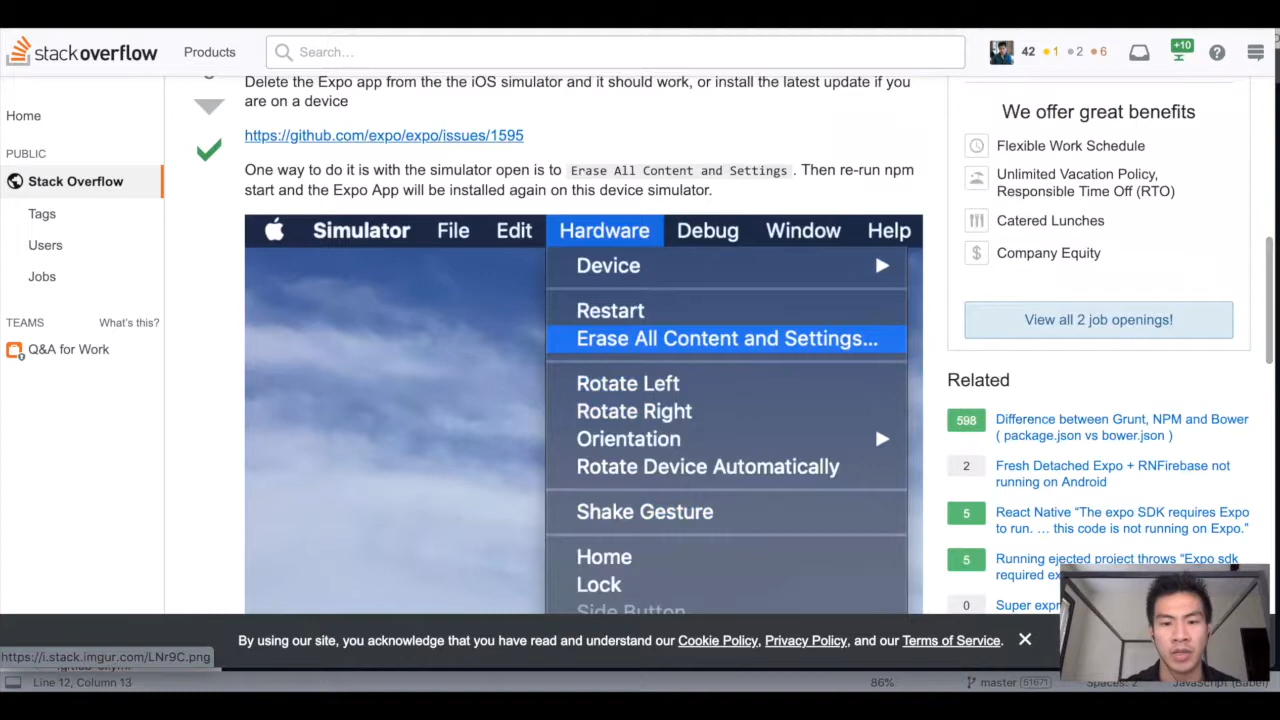 stackoverflow
Products
Search...
42 1 2 6
+10
Delete the Expo app from the the iOS simulator and it should work, or install the latest update if you
are on a device
https://github.com/expo/expo/issues/1595
One way to do it is with the simulator open is to Erase All Content and Settings. Then re-run npm
start and the Expo App will be installed again on this device simulator.
Simulator File Edit Hardware Debug Window Help
Device
Restart
Erase All Content and Settings...
Rotate Left
Rotate Right
Orientation
Rotate Device Automatically
Shake Gesture
Home
Lock
Side Button
Home
PUBLIC
Stack Overflow
Tags
Users
Jobs
TEAMS What's this?
Q&A for Work
We offer great benefits
Flexible Work Schedule
Unlimited Vacation Policy,
Responsible Time Off (RTO)
Catered Lunches
Company Equity
View all 2 job openings!
Related
598 Difference between Grunt, NPM and Bower
( package.json vs bower.json )
2 Fresh Detached Expo + RNFirebase not
running on Android
5 React Native “The expo SDK requires Expo
to run. … this code is not running on Expo.”
5 Running ejected project throws “Expo sdk
required
0 Super
By using our site, you acknowledge that you have read and understand our Cookie Policy, Privacy Policy, and our Terms of Service.
https://i.stack.imgur.com/LNr9C.png
Line 12, Column 13
86%
master 51671
Spaces: 2
JavaScript (Babel)